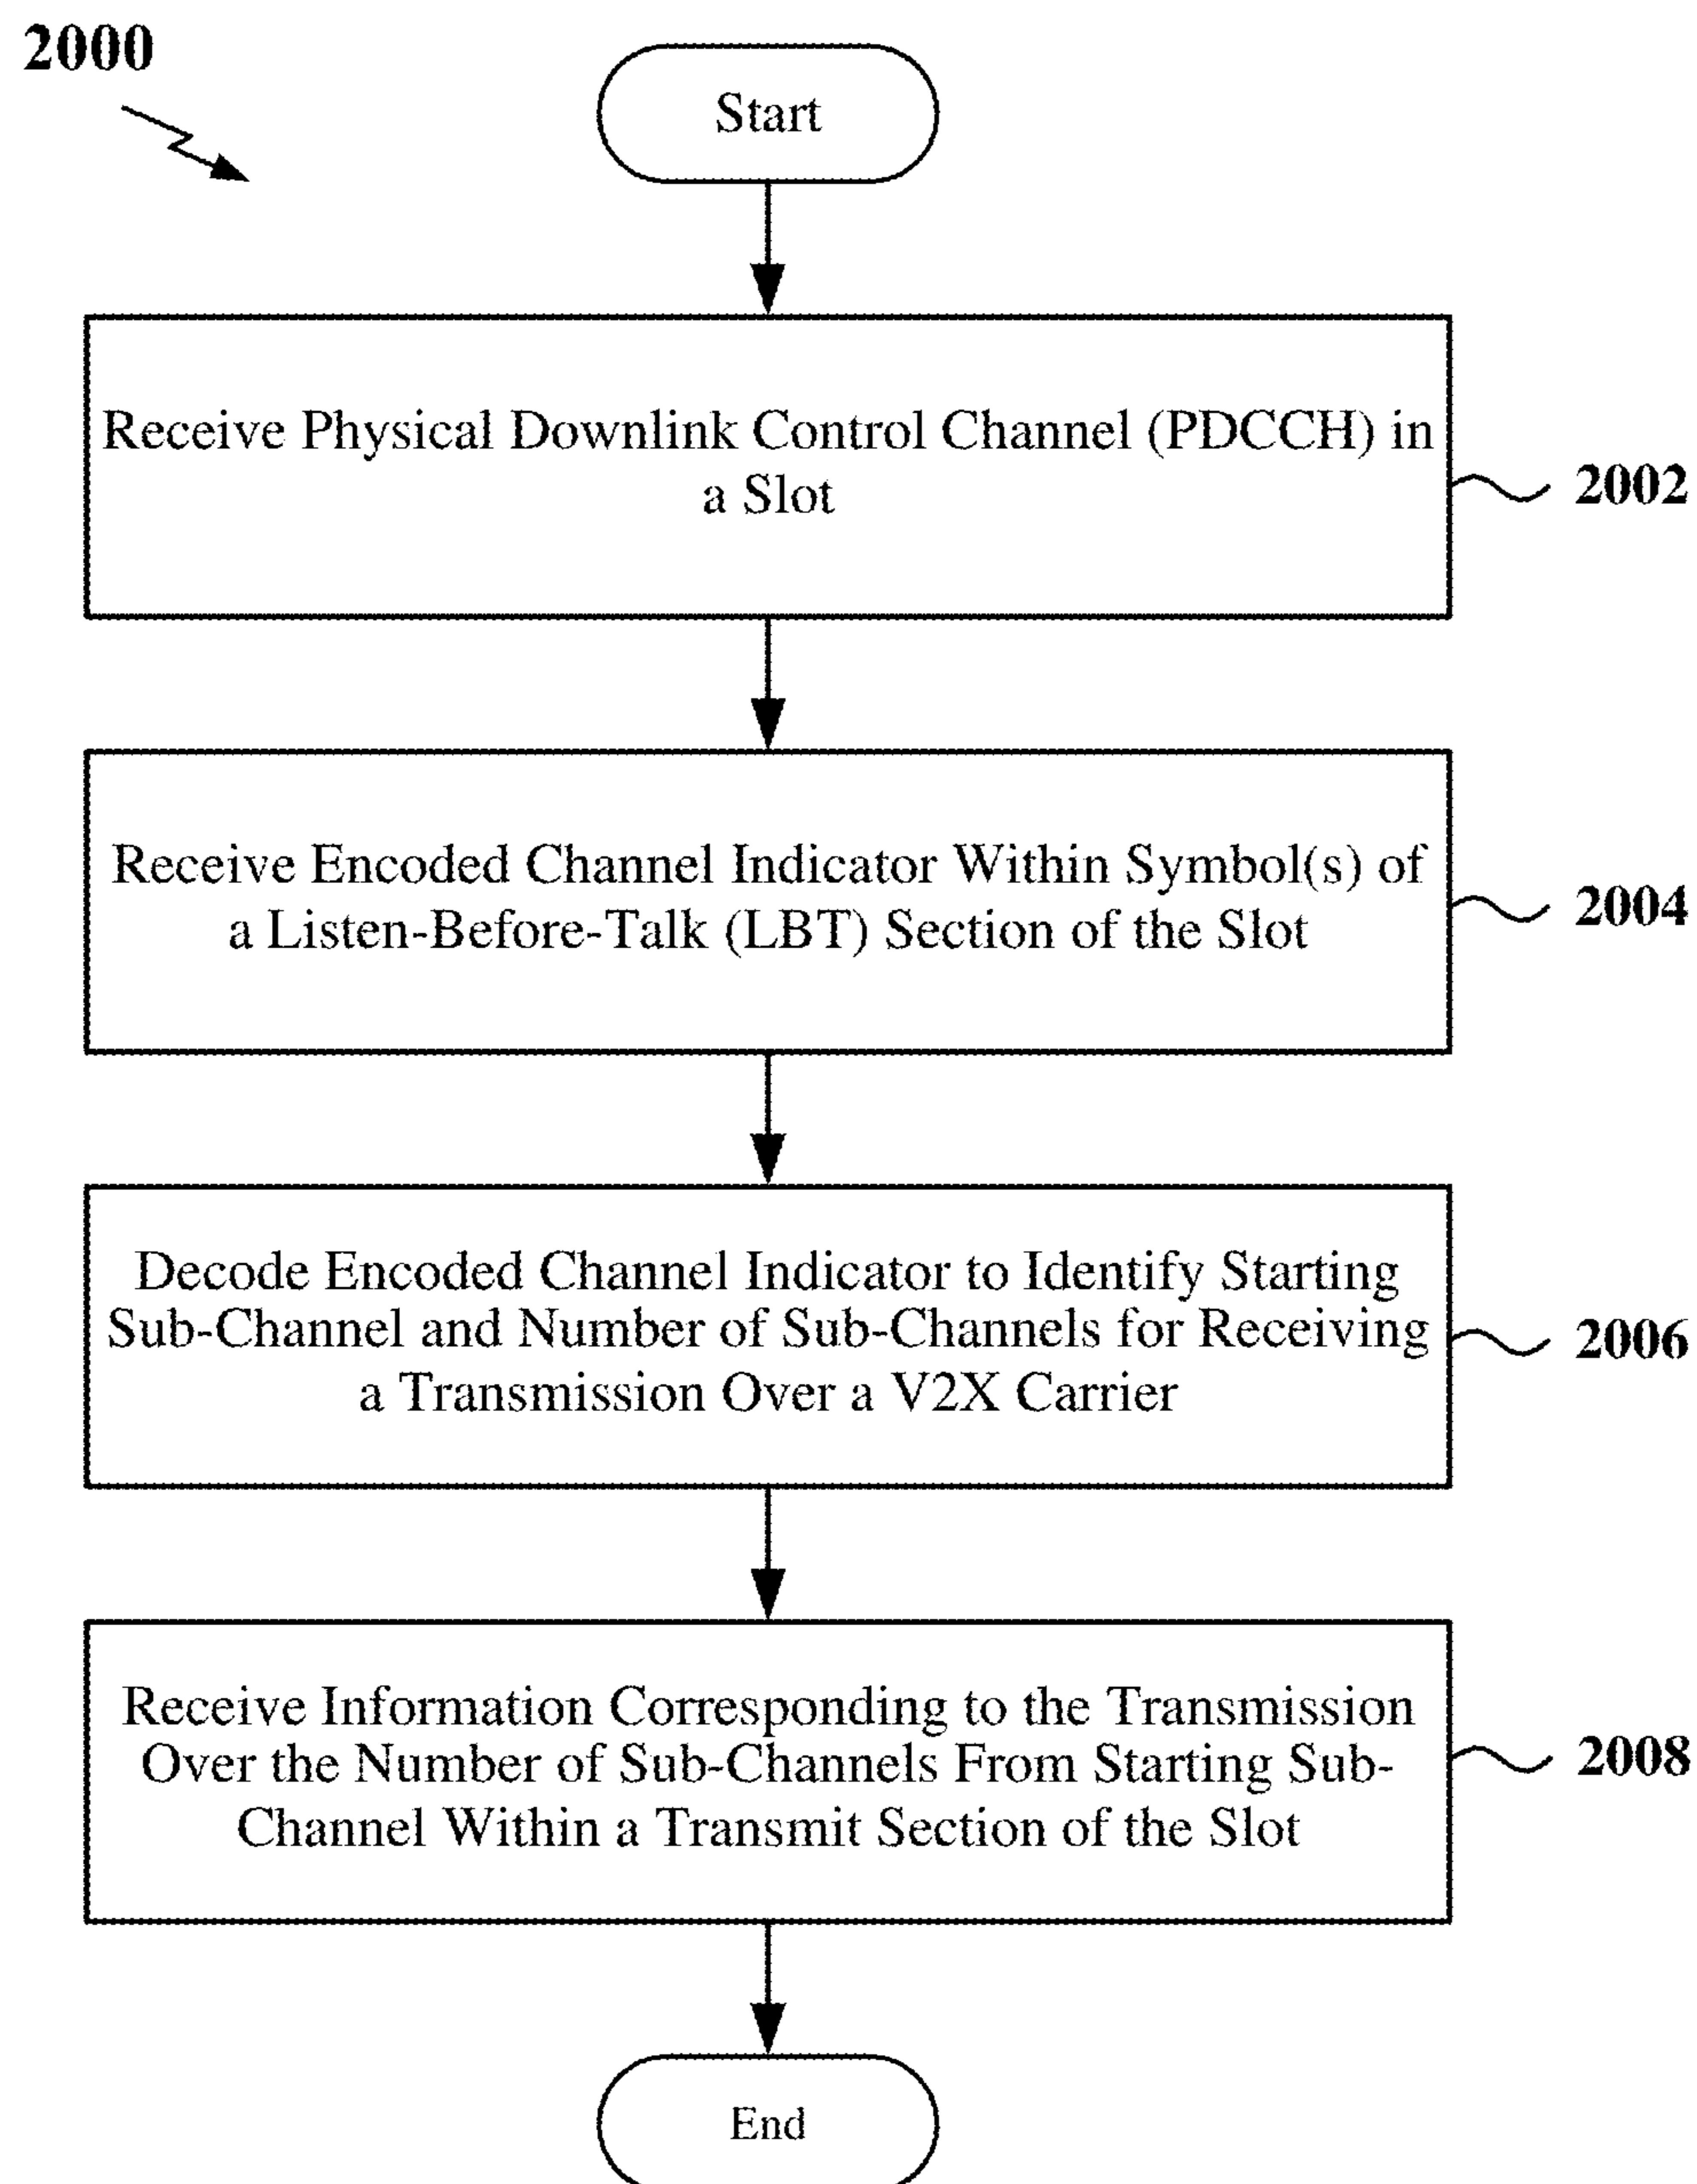 2000
Start
Receive Physical Downlink Control Channel (PDCCH) in
a Slot
2002
Receive Encoded Channel Indicator Within Symbol(s) of
a Listen-Before-Talk (LBT) Section of the Slot
2004
Decode Encoded Channel Indicator to Identify Starting
Sub-Channel and Number of Sub-Channels for Receiving
a Transmission Over a V2X Carrier
2006
Receive Information Corresponding to the Transmission
Over the Number of Sub-Channels From Starting Sub-
Channel Within a Transmit Section of the Slot
2008
End